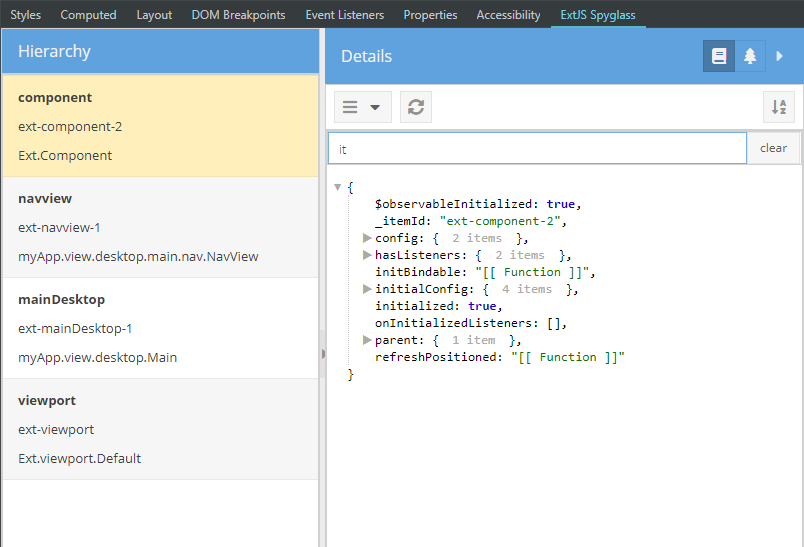 Styles Computed Layout DOM Breakpoints Event Listeners Properties Accessibility ExtJS Spyglass
Hierarchy
component
ext-component-2
Ext.Component
navview
ext-navview-1
myApp.view.desktop.main.nav.NavView
mainDesktop
ext-mainDesktop-1
myApp.view.desktop.Main
viewport
ext-viewport
Ext.viewport.Default
Details
it clear
{
$observableInitialized: true,
_itemId: "ext-component-2",
config: { 2 items },
hasListeners: { 2 items },
initBindable: "[[ Function ]]",
initialConfig: { 4 items },
initialized: true,
onInitializedListeners: [],
parent: { 1 item },
refreshPositioned: "[[ Function ]]"
}